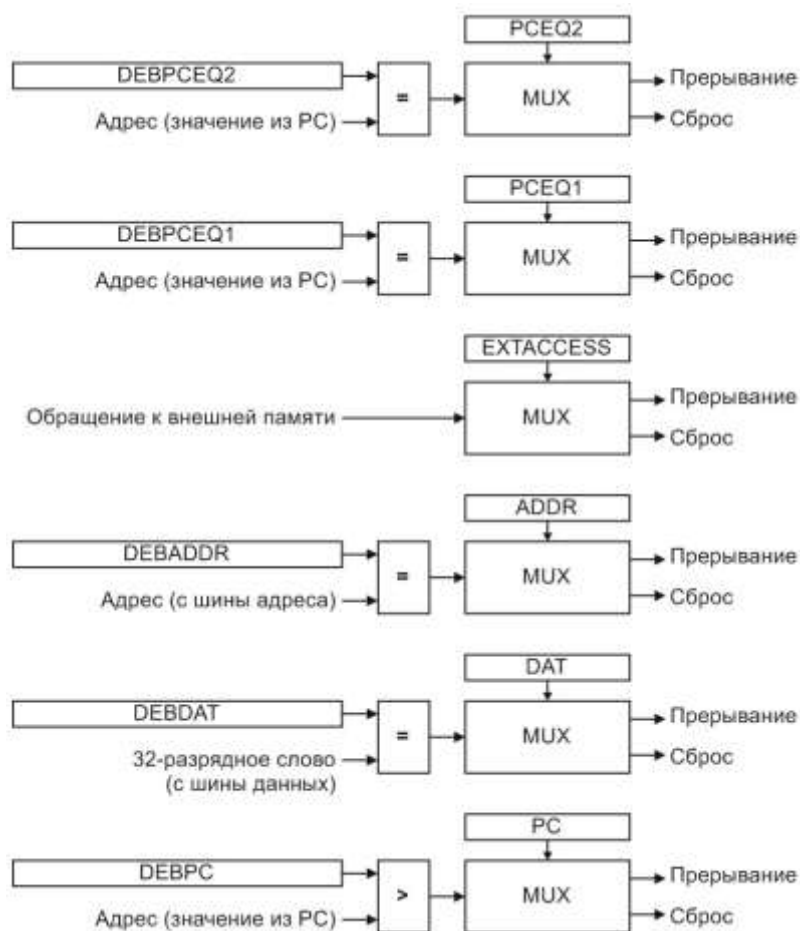 PCEQ2
DEBPCEQ2
Адрес (значение из PC)
=
MUX
Прерывание
Сброс
PCEQ1
DEBPCEQ1
Адрес (значение из PC)
=
MUX
Прерывание
Сброс
EXTACCESS
Обращение к внешней памяти
MUX
Прерывание
Сброс
ADDR
DEBADDR
Адрес (с шины адреса)
=
MUX
Прерывание
Сброс
DAT
DEBDAT
32-разрядное слово
(с шины данных)
=
MUX
Прерывание
Сброс
PC
DEBPC
Адрес (значение из PC)
>
MUX
Прерывание
Сброс